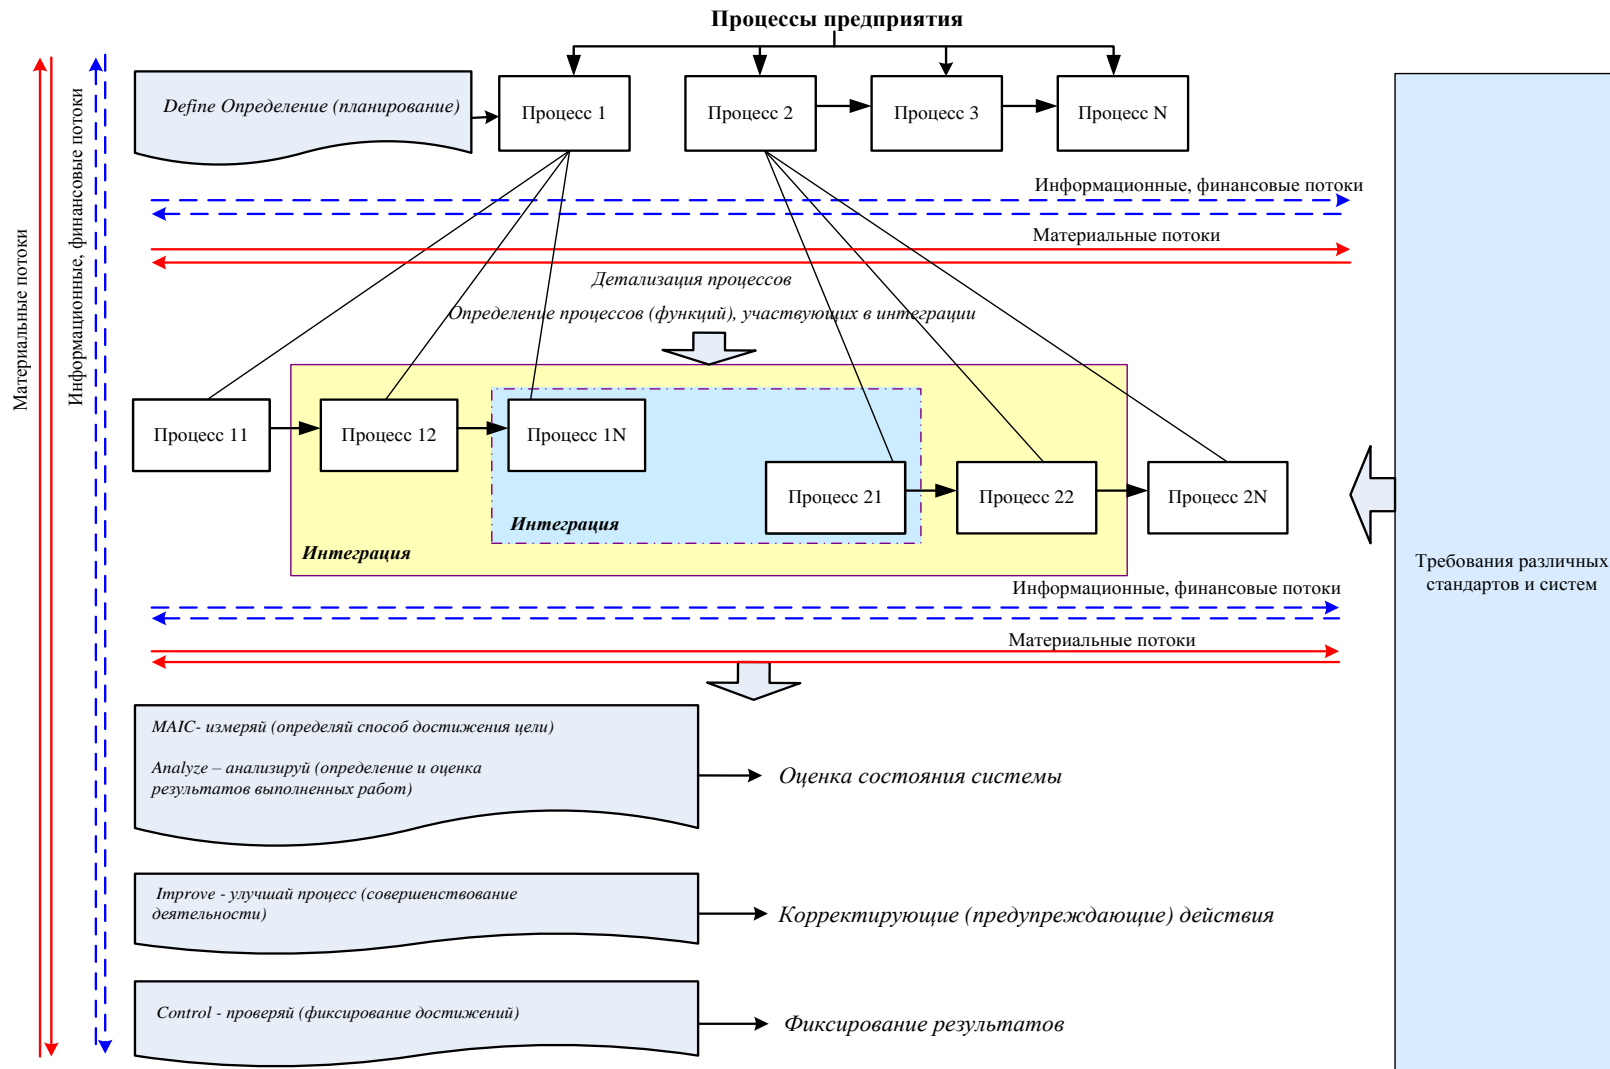 Процессы предприятия
Define Определение (планирование)
Процесс 1
Процесс 2
Процесс 3
Процесс N
Информационные, финансовые потоки
Материальные потоки
Материальные потоки
Информационные, финансовые потоки
Детализация процессов
Определение процессов (функций), участвующих в интеграции
Процесс 11
Процесс 12
Процесс 1N
Процесс 21
Процесс 22
Процесс 2N
Интеграция
Интеграция
Требования различных
стандартов и систем
Информационные, финансовые потоки
Материальные потоки
MAIC- измеряй (определяй способ достижения цели)
Analyze – анализируй (определение и оценка
результатов выполненных работ)
Оценка состояния системы
Improve - улучшай процесс (совершенствование
деятельности)
Корректирующие (предупреждающие) действия
Control - проверяй (фиксирование достижений)
Фиксирование результатов